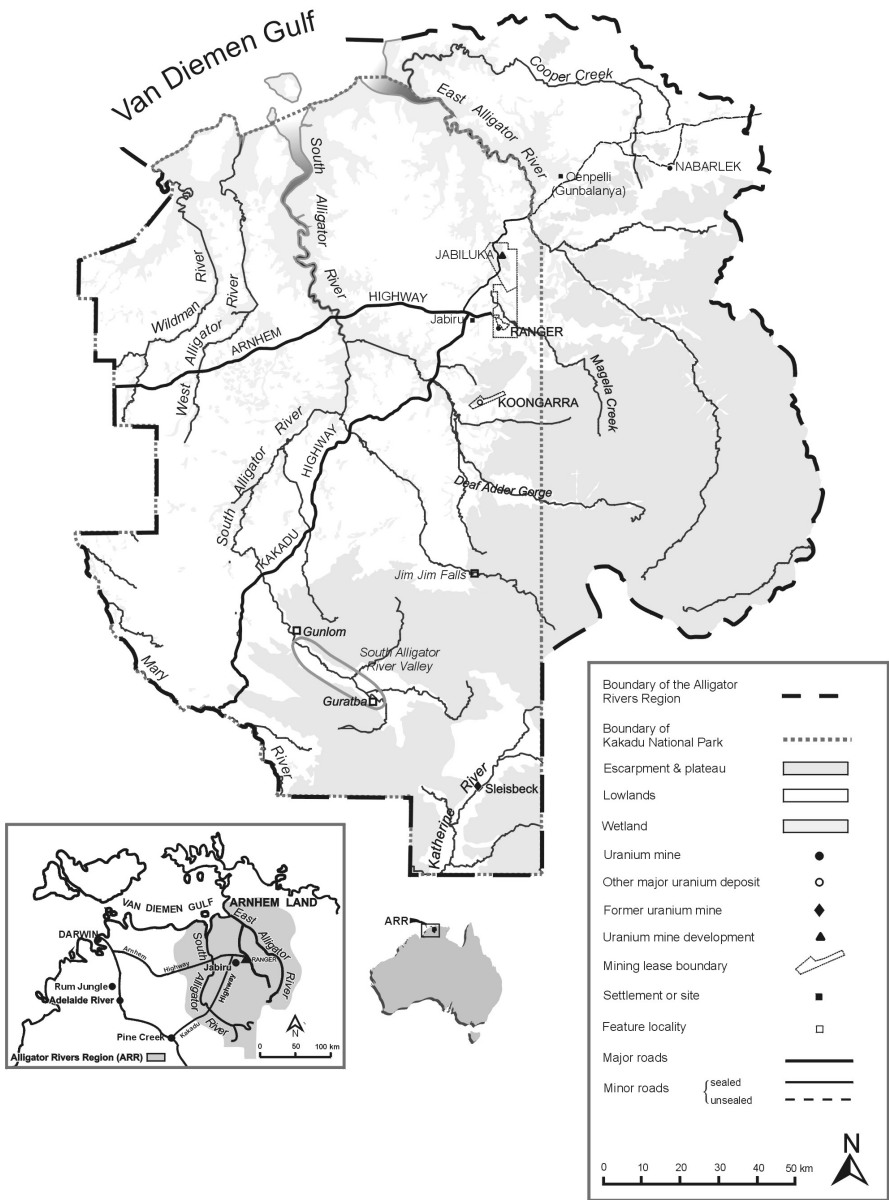 Van Diemen Gulf
Cooper Creek
East Alligator River
South Alligator River
NABARLEK
Oenpelli
(Gunbalanya)
JABILUKA
Wildman River
West Alligator River
ARNHEM HIGHWAY
Jabiru
RANGER
Magela Creek
KOONGARRA
South Alligator River
KAKADU HIGHWAY
Deaf Adder Gorge
Jim Jim Falls
Gunlom
South Alligator
River Valley
Guratba
Mary River
Katherine River
Sleisbeck
Boundary of the Alligator
Rivers Region
Boundary of
Kakadu National Park
Escarpment & plateau
Lowlands
Wetland
Uranium mine
Other major uranium deposit
Former uranium mine
Uranium mine development
Mining lease boundary
Settlement or site
Feature locality
Major roads
Minor roads
sealed
unsealed
N
0 10 20 30 40 50 km
VAN DIEMEN GULF
ARNHEM LAND
DARWIN
Arnhem Highway
East Alligator River
South Alligator River
Jabiru
RANGER
Rum Jungle
Adelaide River
Pine Creek
Kakadu Highway
N
0 50 100 km
Alligator Rivers Region (ARR)
ARR